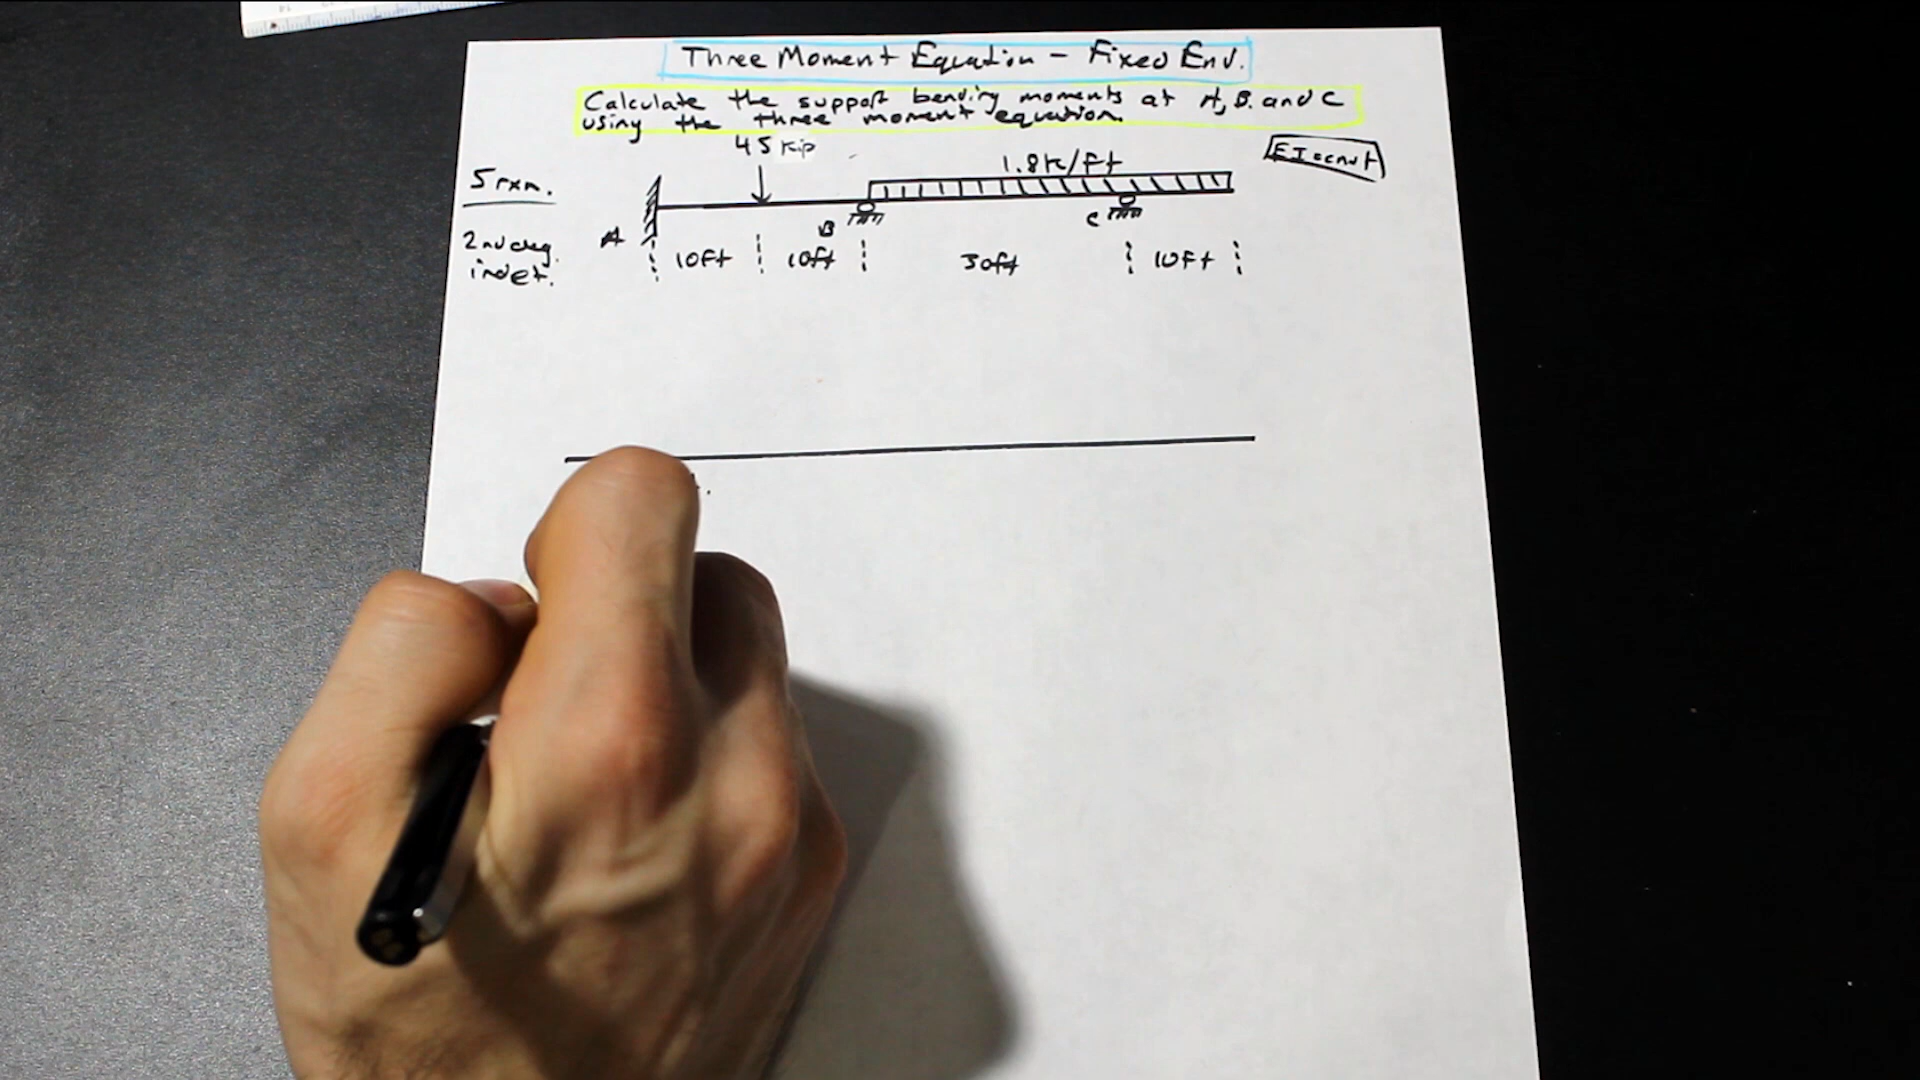 Three Moment Equation - Fixed End.
Calculate the support bending moments at A, B. and C
using the three moment equation.
45 kip
1.8k/ft
EI =
5 rxn.
2nd deg.
indet.
A
B
C
10ft
10ft
30ft
10ft
14